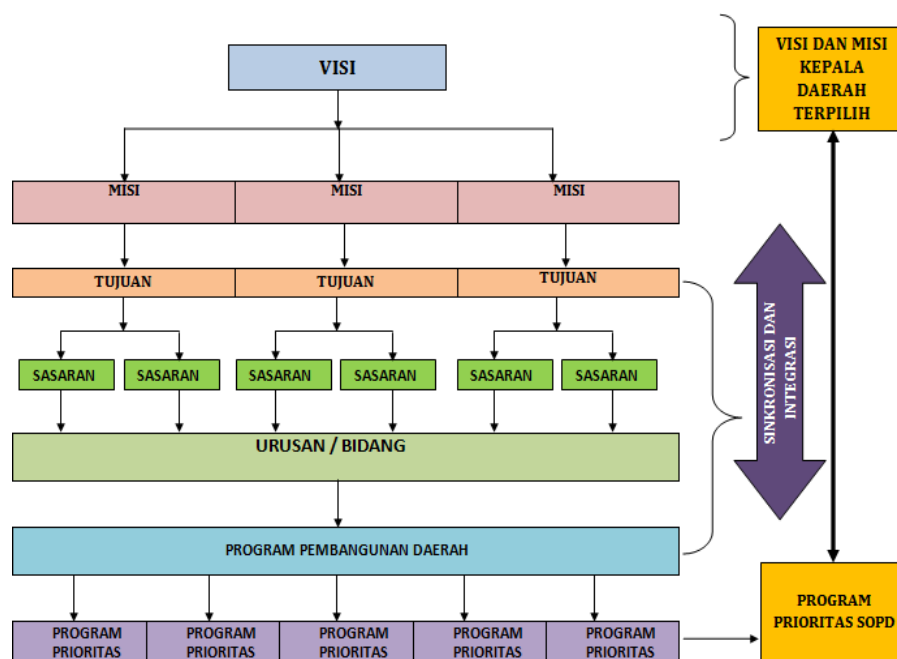 VISI
VISI DAN MISI
KEPALA
DAERAH
TERPILIH
MISI
MISI
MISI
TUJUAN
TUJUAN
TUJUAN
SASARAN
SASARAN
SASARAN
SASARAN
SASARAN
SASARAN
SINKRONISASI DAN
INTEGRASI
URUSAN / BIDANG
PROGRAM PEMBANGUNAN DAERAH
PROGRAM
PRIORITAS
PROGRAM
PRIORITAS
PROGRAM
PRIORITAS
PROGRAM
PRIORITAS
PROGRAM
PRIORITAS
PROGRAM
PRIORITAS SOPD